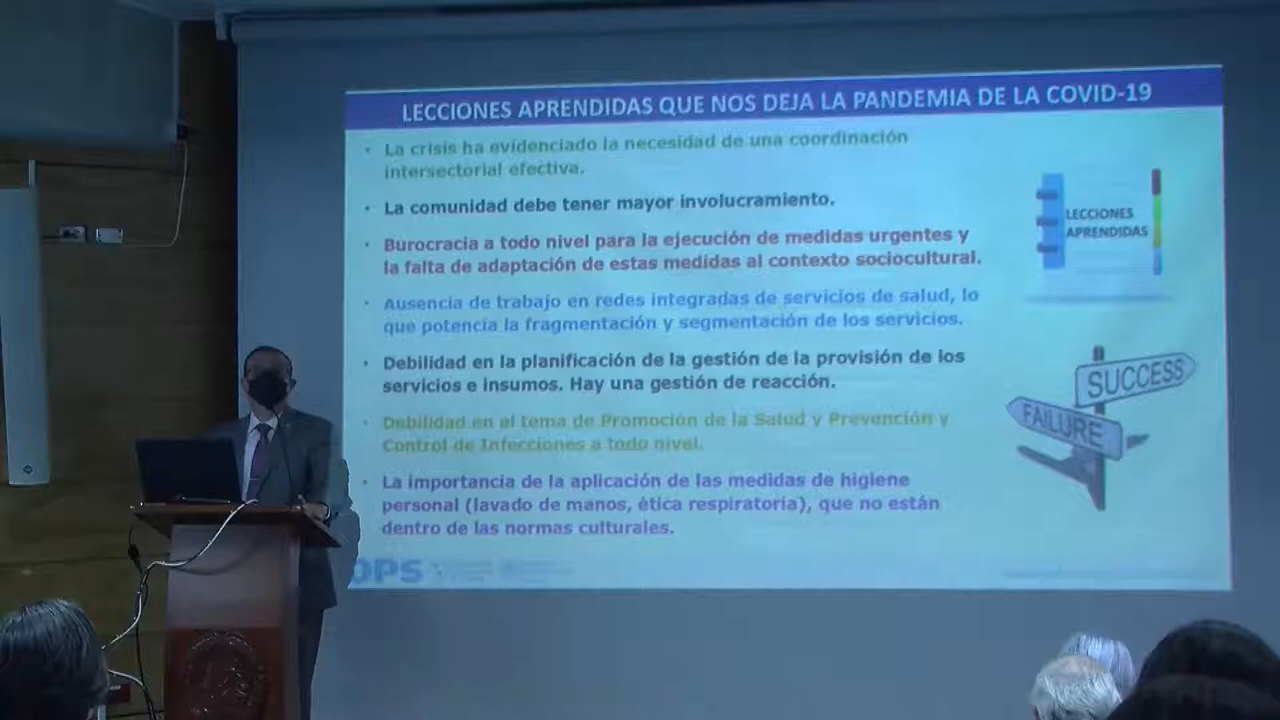 LECCIONES APRENDIDAS QUE NOS DEJA LA PANDEMIA DE LA COVID-19
La crisis ha evidenciado la necesidad de una coordinación
intersectorial efectiva.
La comunidad debe tener mayor involucramiento.
Burocracia a todo nivel para la ejecución de medidas urgentes y
la falta de adaptación de estas medidas al contexto sociocultural.
Ausencia de trabajo en redes integradas de servicios de salud, lo
que potencia la fragmentación y segmentación de los servicios.
Debilidad en la planificación de la gestión de la provisión de los
servicios e insumos. Hay una gestión de reacción.
Debilidad en el tema de Promoción de la Salud y Prevención y
Control de Infecciones a todo nivel.
La importancia de la aplicación de las medidas de higiene
personal (lavado de manos, ética respiratoria), que no están
dentro de las normas culturales.
LECCIONES
APRENDIDAS
SUCCESS
FAILURE
OPS